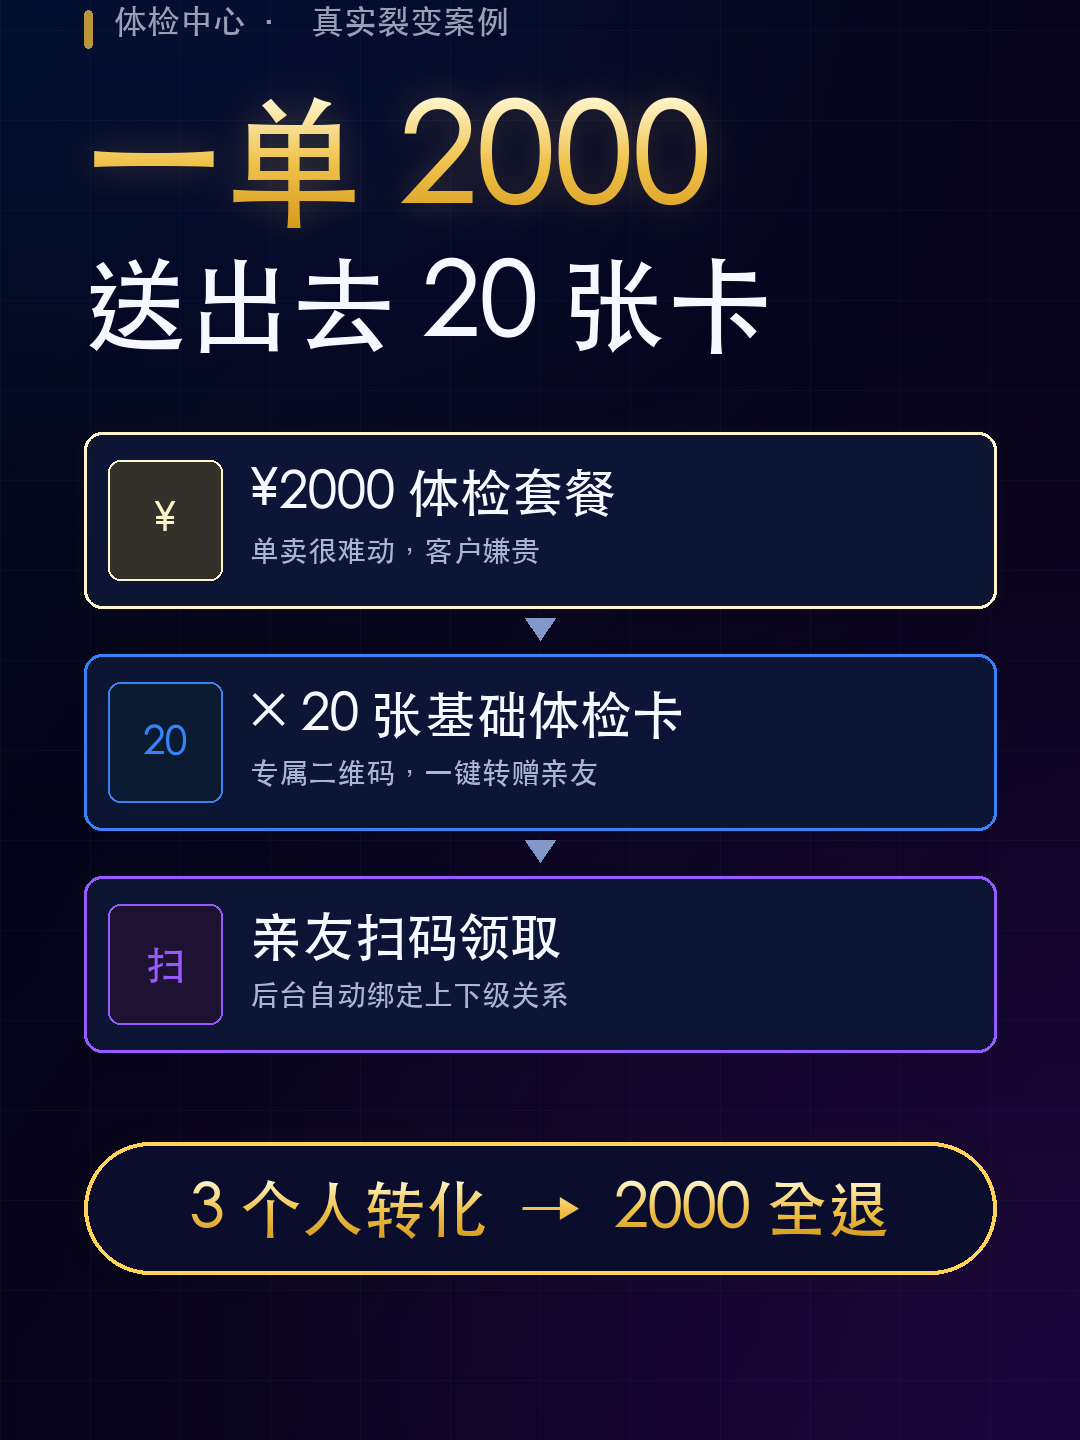 体检中心 · 真实裂变案例
一单 2000
送出去 20 张卡
¥
¥2000 体检套餐
单卖很难动，客户嫌贵
20
× 20 张基础体检卡
专属二维码，一键转赠亲友
扫
亲友扫码领取
后台自动绑定上下级关系
3 个人转化 → 2000 全退